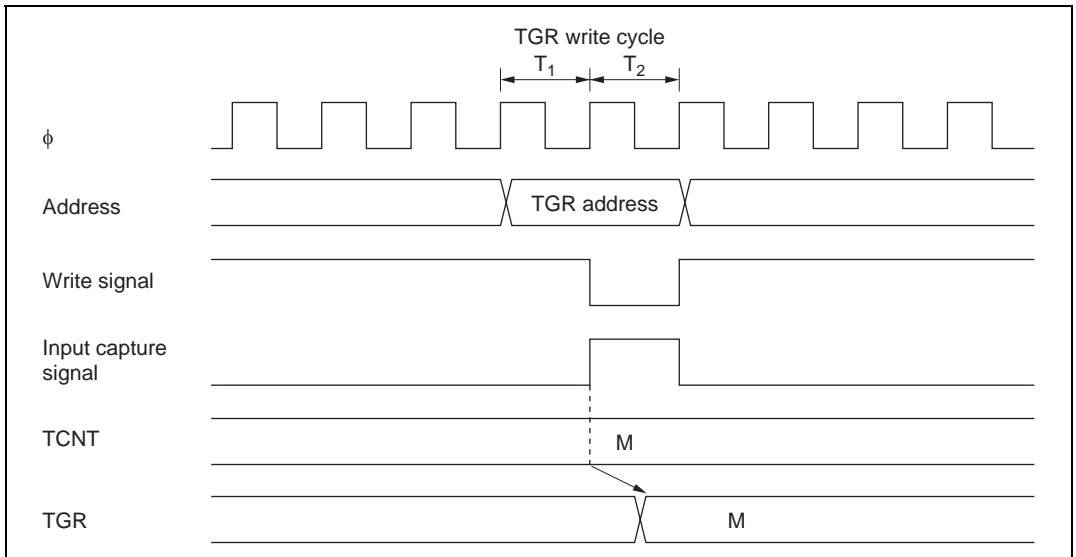 TGR write cycle
T₁ T₂
ϕ
Address
TGR address
Write signal
Input capture
signal
TCNT
M
TGR
M